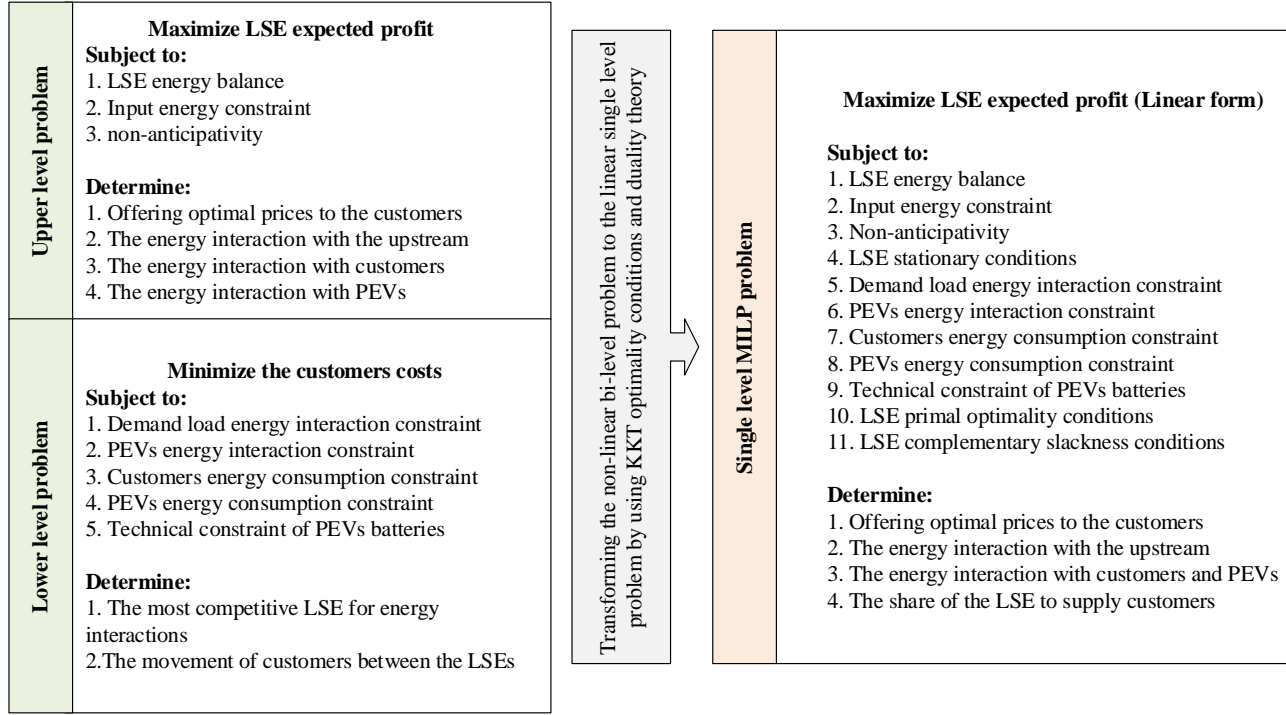 Upper level problem
Maximize LSE expected profit
Subject to:
1. LSE energy balance
2. Input energy constraint
3. non-anticipativity
Determine:
1. Offering optimal prices to the customers
2. The energy interaction with the upstream
3. The energy interaction with customers
4. The energy interaction with PEVs
Lower level problem
Minimize the customers costs
Subject to:
1. Demand load energy interaction constraint
2. PEVs energy interaction constraint
3. Customers energy consumption constraint
4. PEVs energy consumption constraint
5. Technical constraint of PEVs batteries
Determine:
1. The most competitive LSE for energy
interactions
2.The movement of customers between the LSEs
Transforming the non-linear bi-level problem to the linear single level
problem by using KKT optimality conditions and duality theory
Single level MILP problem
Maximize LSE expected profit (Linear form)
Subject to:
1. LSE energy balance
2. Input energy constraint
3. Non-anticipativity
4. LSE stationary conditions
5. Demand load energy interaction constraint
6. PEVs energy interaction constraint
7. Customers energy consumption constraint
8. PEVs energy consumption constraint
9. Technical constraint of PEVs batteries
10. LSE primal optimality conditions
11. LSE complementary slackness conditions
Determine:
1. Offering optimal prices to the customers
2. The energy interaction with the upstream
3. The energy interaction with customers and PEVs
4. The share of the LSE to supply customers